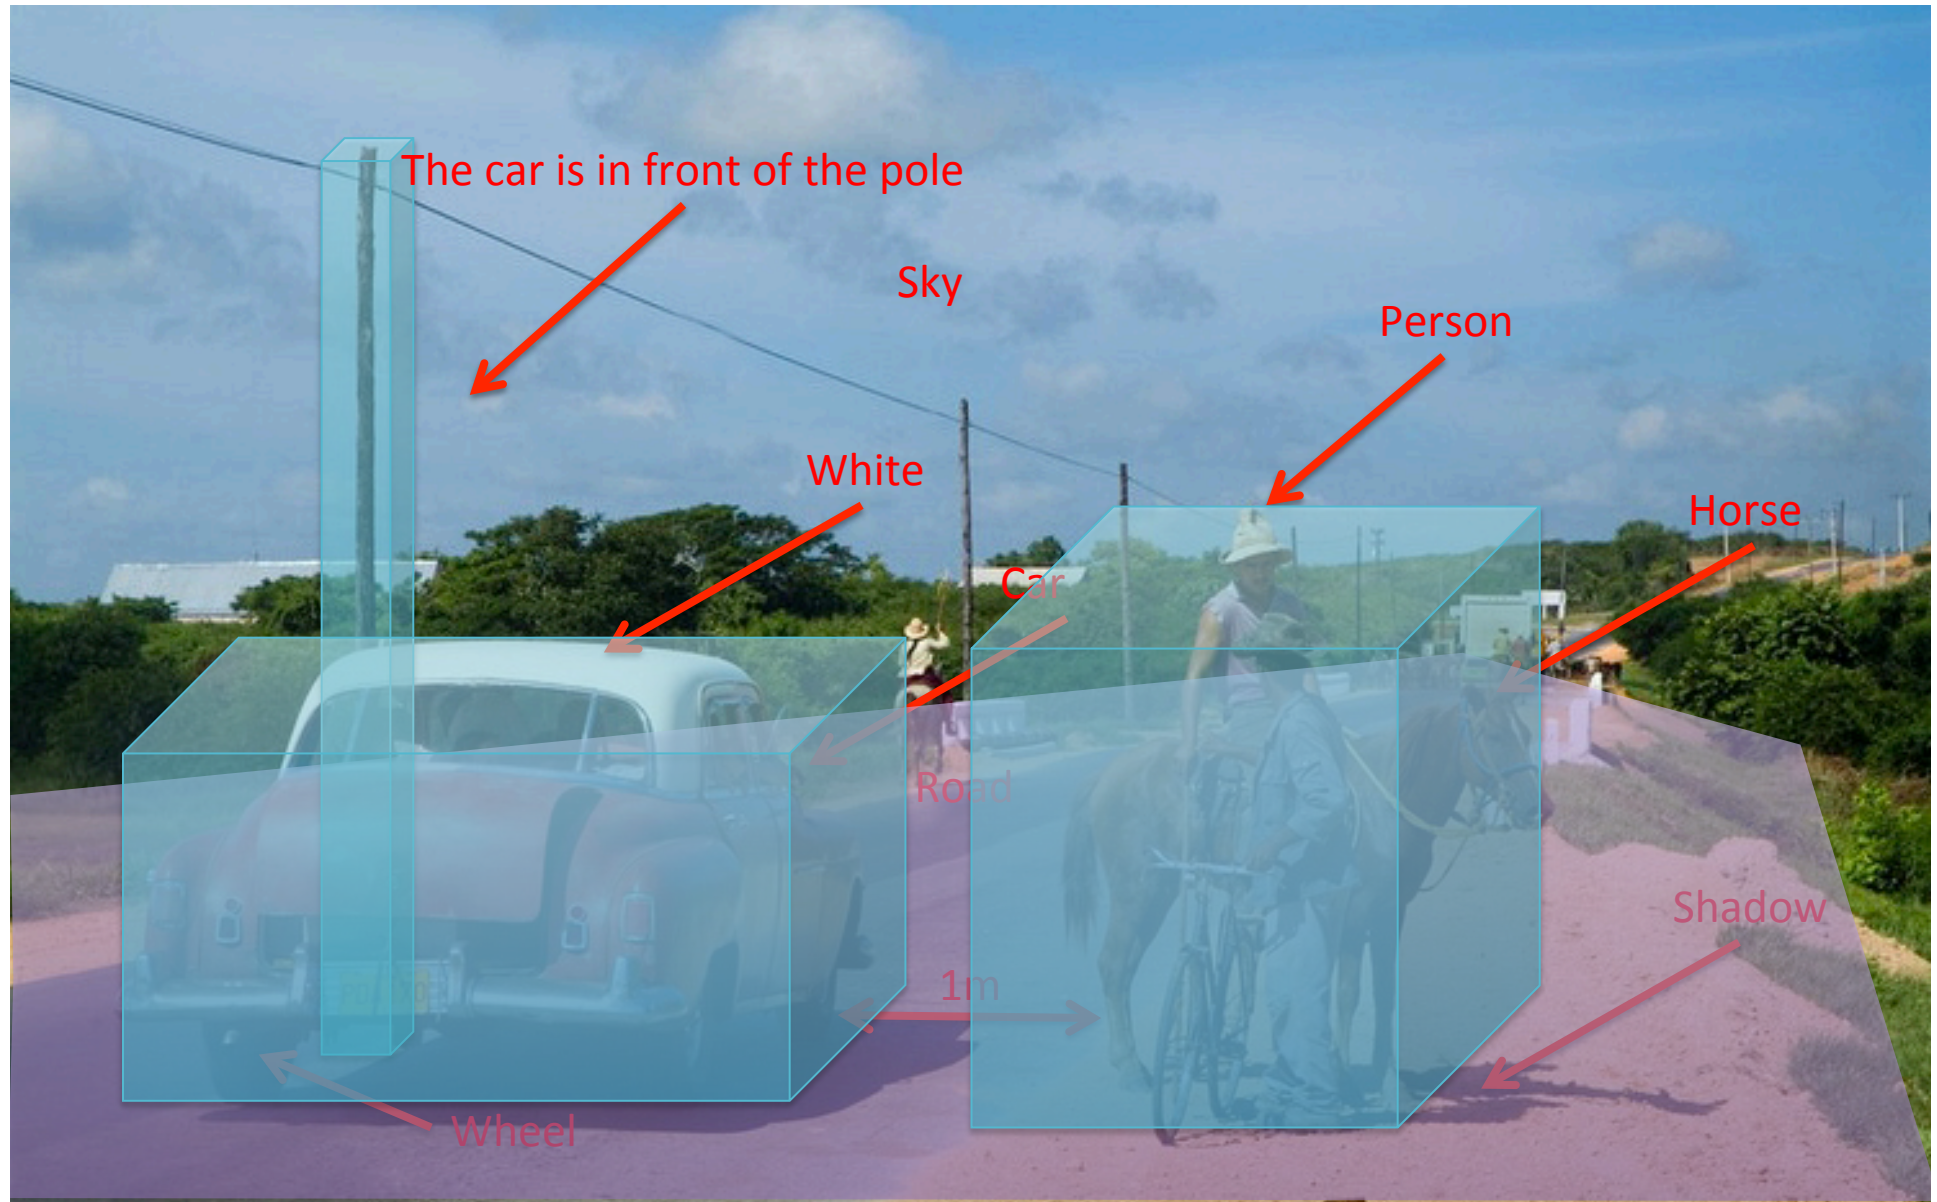 The car is in front of the pole
Sky
Person
White
Horse
Car
Road
Shadow
1m
Wheel